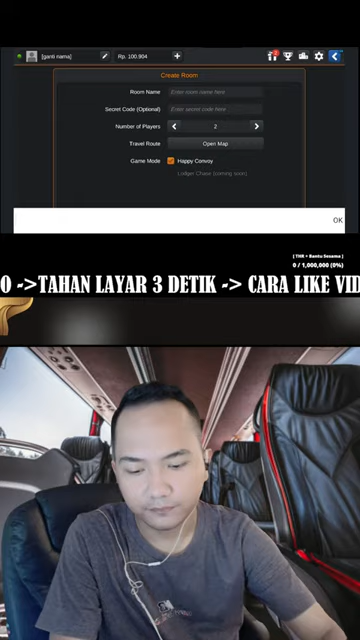 [ganti nama]
Rp. 100.904
Create Room
Room Name
Enter room name here
Secret Code (Optional)
Enter secret code here
Number of Players
2
Travel Route
Open Map
Game Mode
Happy Convoy
Lodger Chase (coming soon)
OK
[ THR + Bantu Sesama ]
0 / 1,000,000 (0%)
O ->TAHAN LAYAR 3 DETIK -> CARA LIKE VID